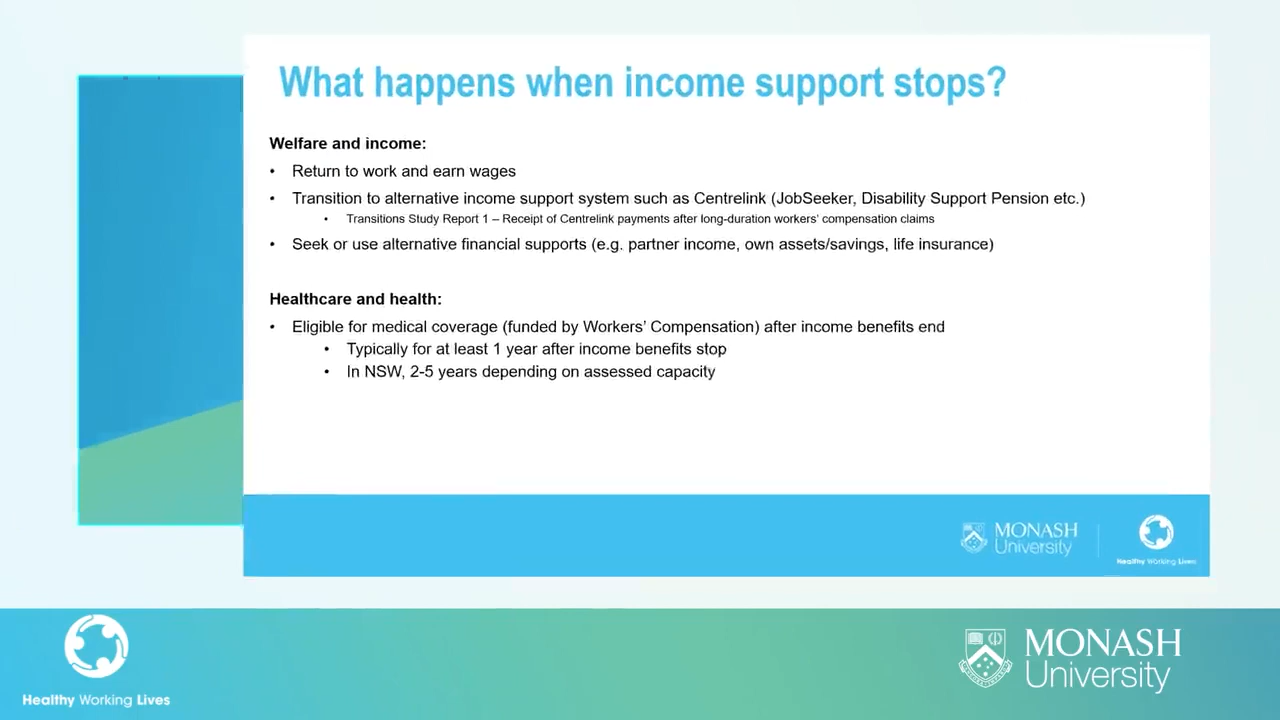 What happens when income support stops?
Welfare and income:
• Return to work and earn wages
• Transition to alternative income support system such as Centrelink (JobSeeker, Disability Support Pension etc.)
• Transitions Study Report 1 – Receipt of Centrelink payments after long-duration workers’ compensation claims
• Seek or use alternative financial supports (e.g. partner income, own assets/savings, life insurance)
Healthcare and health:
• Eligible for medical coverage (funded by Workers’ Compensation) after income benefits end
• Typically for at least 1 year after income benefits stop
• In NSW, 2-5 years depending on assessed capacity
MONASH
University
Healthy Working Lives
Healthy Working Lives
MONASH
University